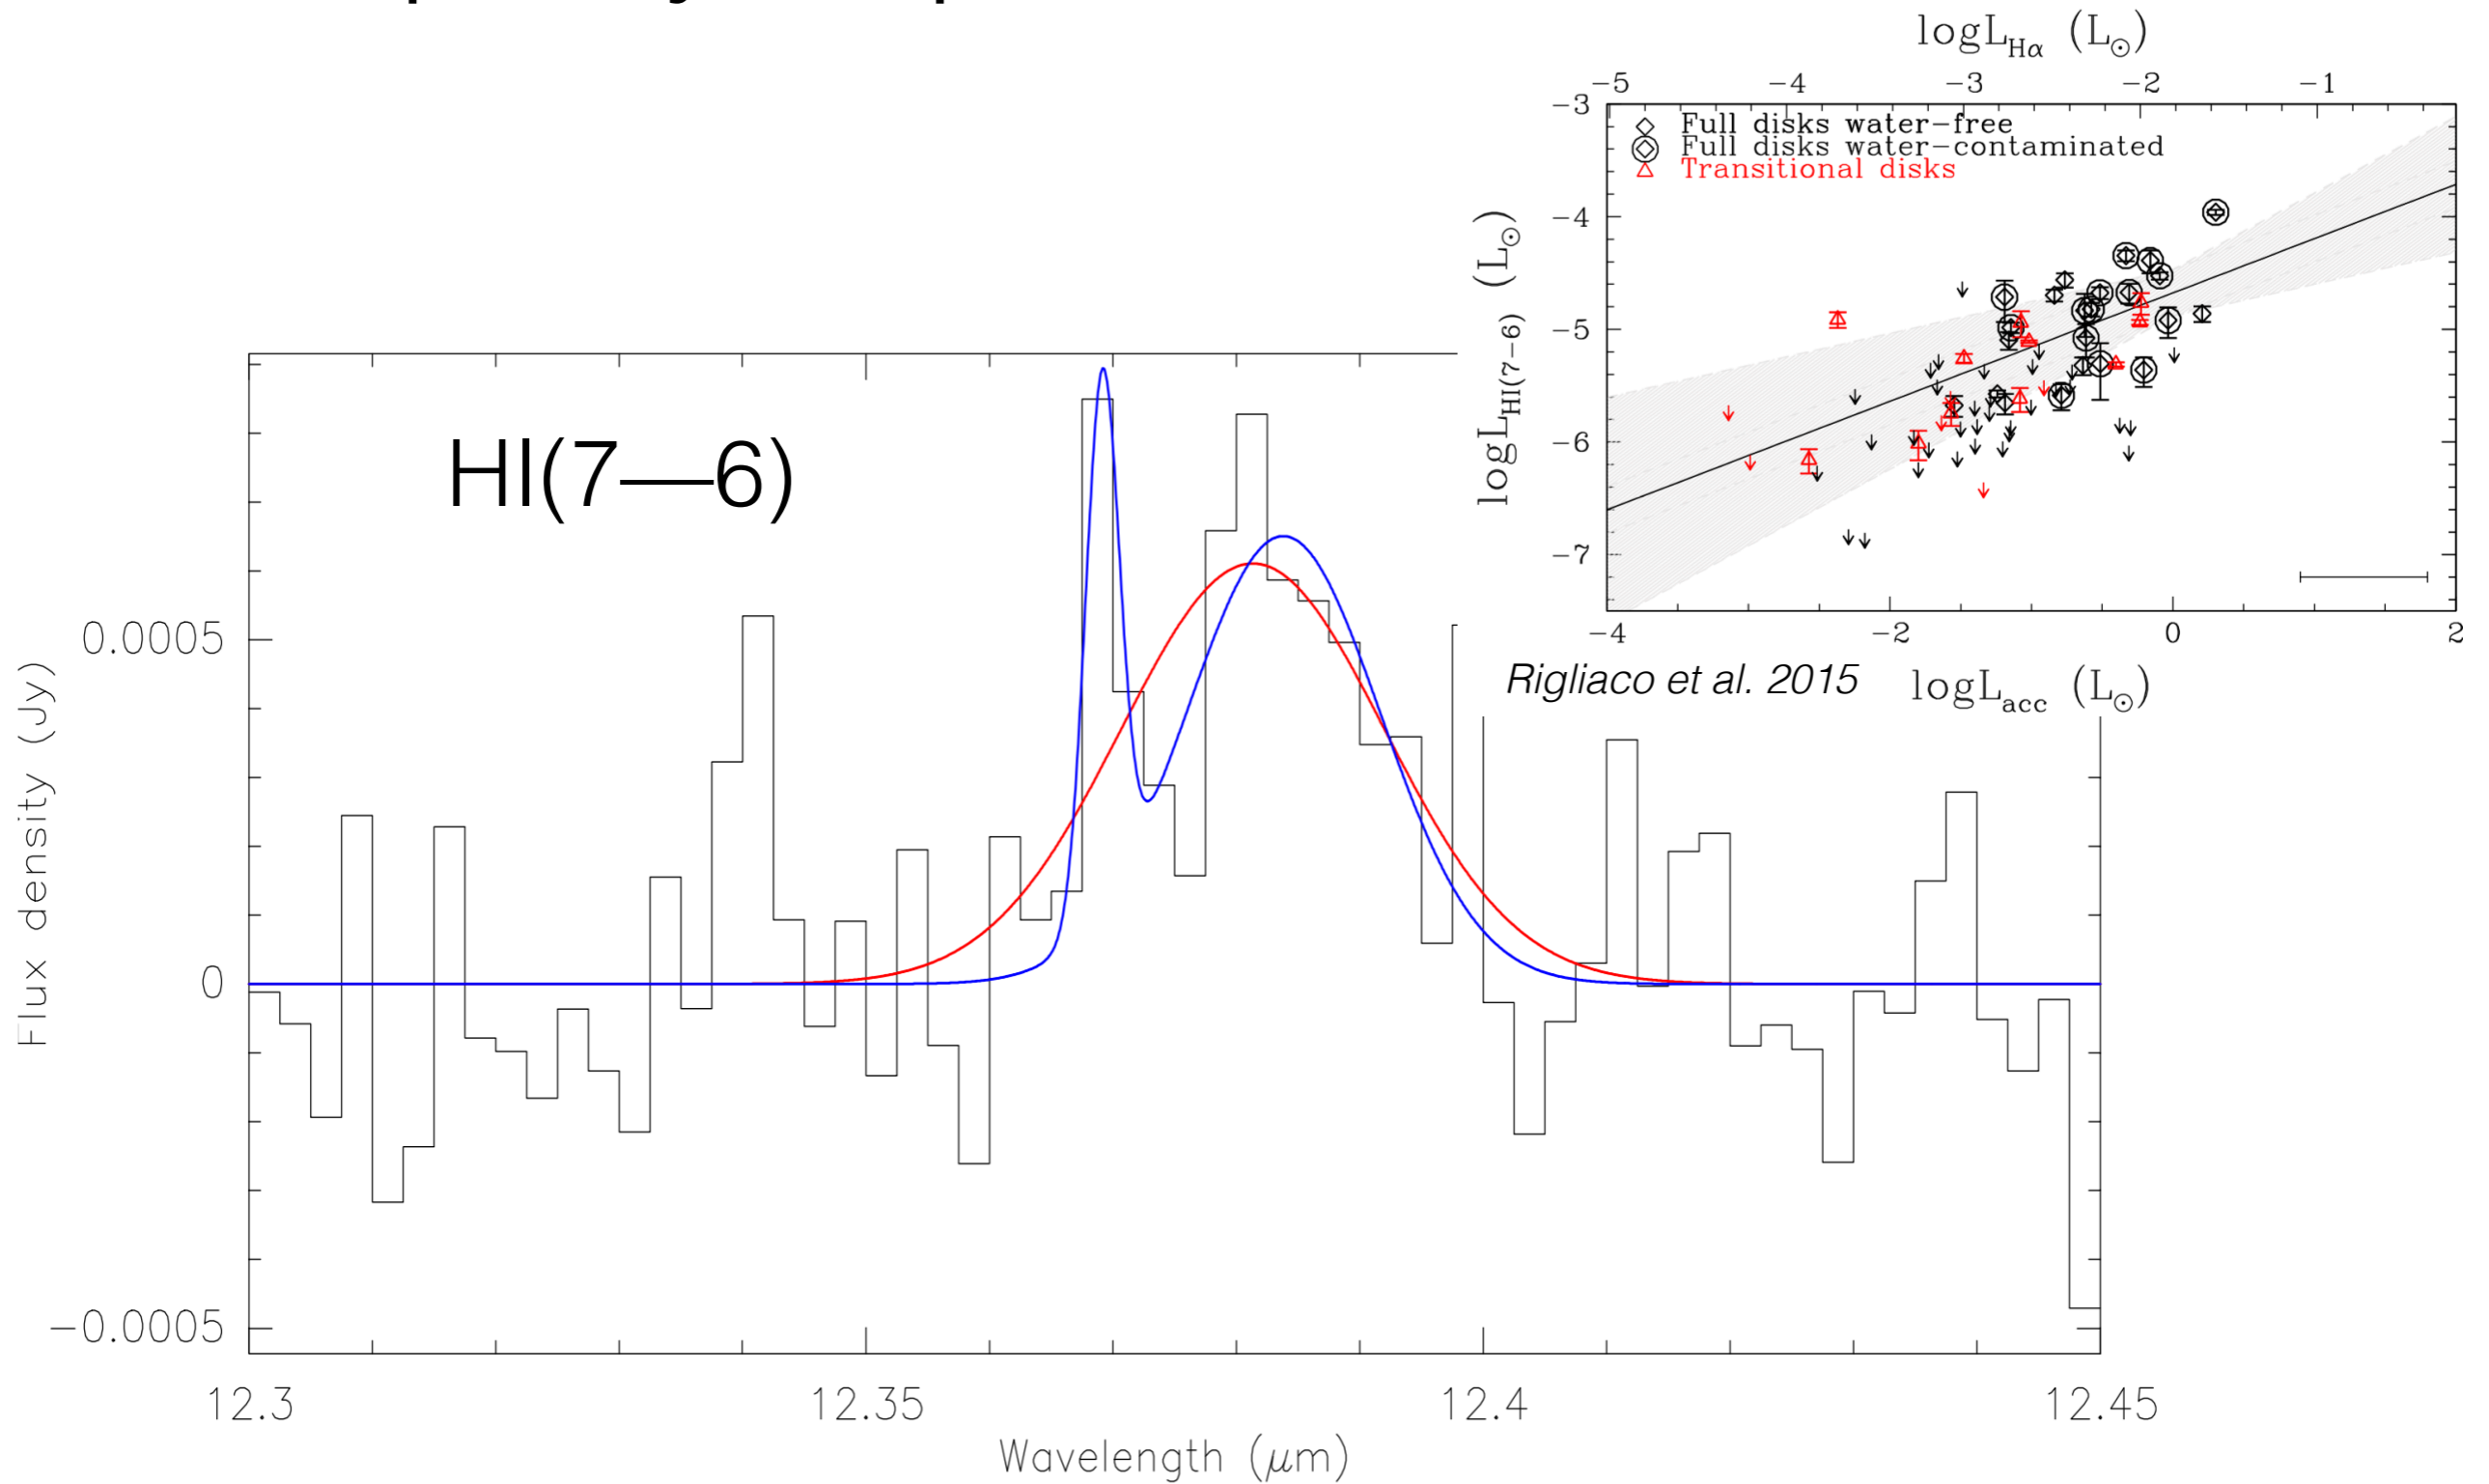 logL_Hα (L_⊙)
−5 −4 −3 −2 −1
Full disks water−free
Full disks water−contaminated
Transitional disks
logL_HI(7−6) (L_⊙)
−3
−4
−5
−6
−7
−4 −2 0 2
logL_acc (L_⊙)
Rigliaco et al. 2015
HI(7—6)
Flux density (Jy)
0.0005
0
−0.0005
12.3 12.35 12.4 12.45
Wavelength (μm)